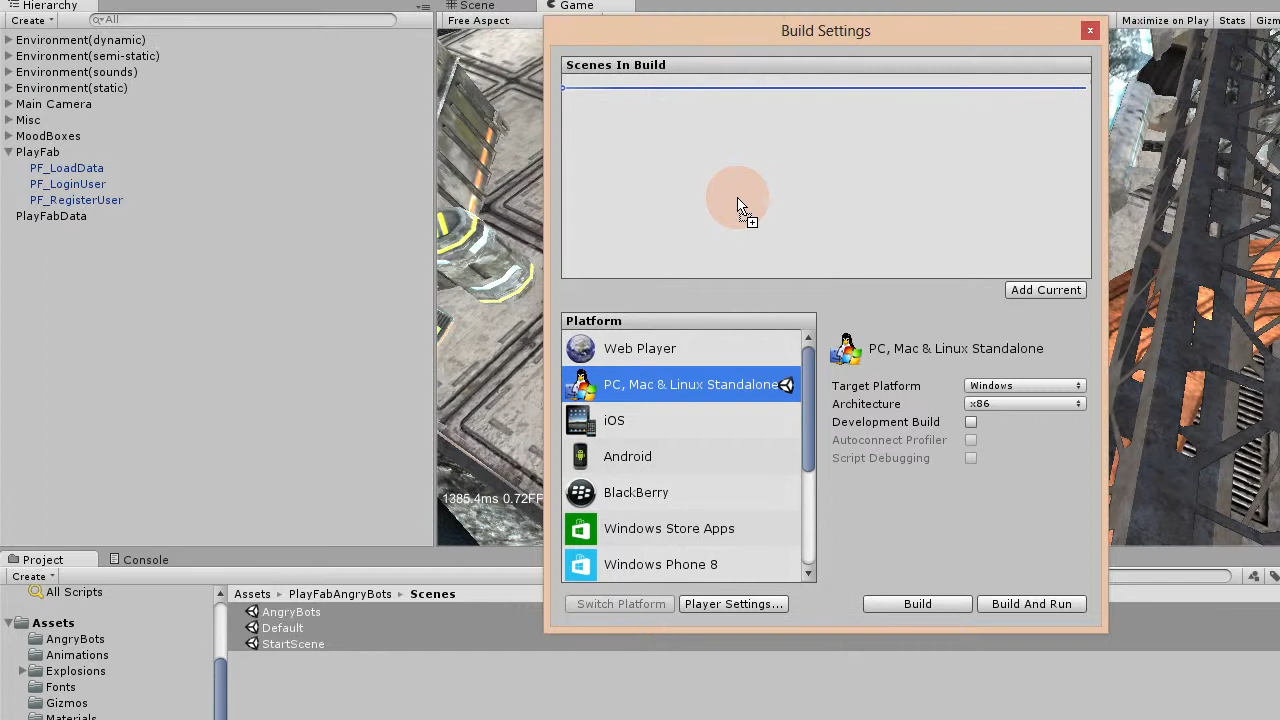 Hierarchy
Create
All
Environment(dynamic)
Environment(semi-static)
Environment(sounds)
Environment(static)
Main Camera
Misc
MoodBoxes
PlayFab
PF_LoadData
PF_LoginUser
PF_RegisterUser
PlayFabData
Scene
Game
Free Aspect
Maximize on Play
Stats
Gizm
1385.4ms 0.72FF
Build Settings
x
Scenes In Build
Add Current
Platform
Web Player
PC, Mac & Linux Standalone
iOS
Android
BlackBerry
Windows Store Apps
Windows Phone 8
PC, Mac & Linux Standalone
Target Platform
Windows
Architecture
x86
Development Build
Autoconnect Profiler
Script Debugging
Switch Platform
Player Settings...
Build
Build And Run
Project
Console
Create
All Scripts
Assets
AngryBots
Animations
Explosions
Fonts
Gizmos
Materials
Assets
PlayFabAngryBots
Scenes
AngryBots
Default
StartScene